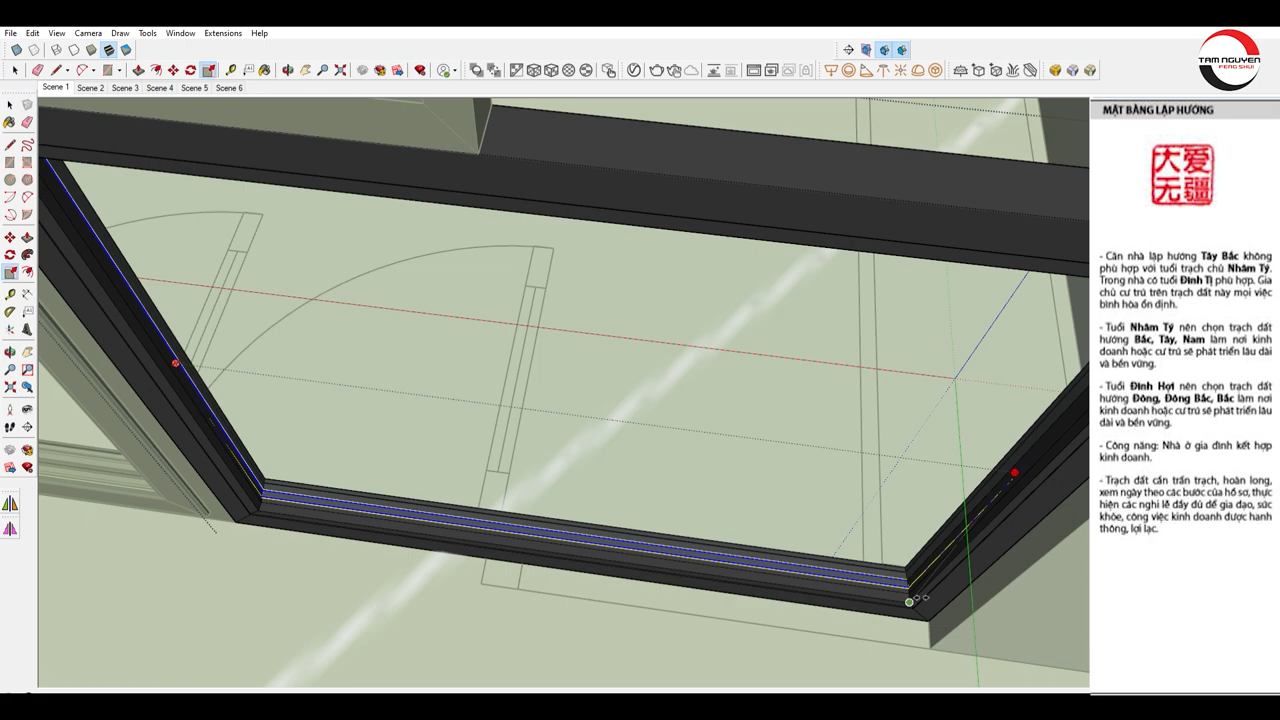 File Edit View Camera Draw Tools Window Extensions Help
TAM NGUYEN
FENG SHUI
Scene 1 Scene 2 Scene 3 Scene 4 Scene 5 Scene 6
MẶT BẰNG LẬP HƯỚNG
大爱
无疆
- Căn nhà lập hướng Tây Bắc không
phù hợp với tuổi trạch chủ Nhâm Tý.
Trong nhà có tuổi Đinh Tị phù hợp. Gia
chủ cư trú trên trạch đất này mọi việc
bình hòa ổn định.
- Tuổi Nhâm Tý nên chọn trạch đất
hướng Bắc, Tây, Nam làm nơi kinh
doanh hoặc cư trú sẽ phát triển lâu dài
và bền vững.
- Tuổi Đinh Hợi nên chọn trạch đất
hướng Đông, Đông Bắc, Bắc làm nơi
kinh doanh hoặc cư trú sẽ phát triển lâu
dài và bền vững.
- Công năng: Nhà ở gia đình kết hợp
kinh doanh.
- Trạch đất cần trấn trạch, hoàn long,
xem ngày theo các bước của hồ sơ, thực
hiện các nghi lễ đầy đủ để gia đạo, sức
khỏe, công việc kinh doanh được hanh
thông, lợi lạc.